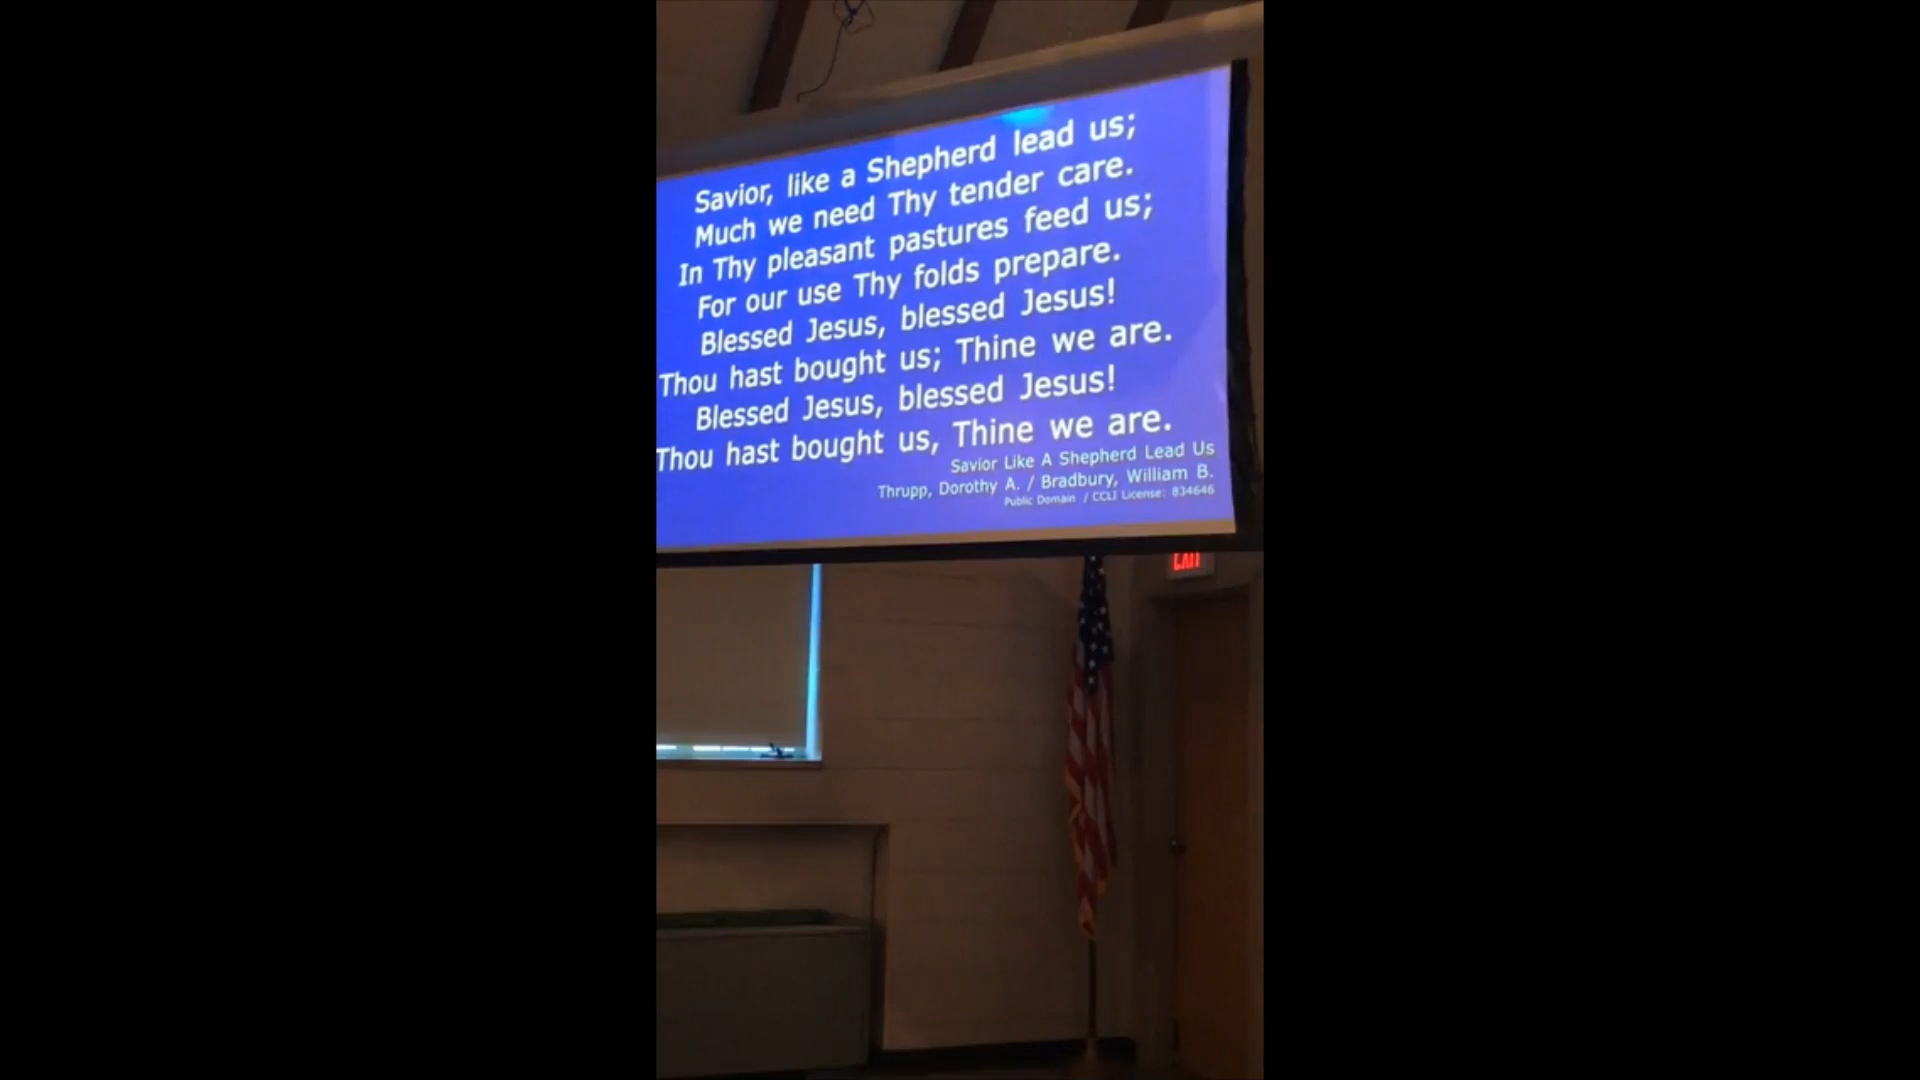 Savior, like a Shepherd lead us;
Much we need Thy tender care.
In Thy pleasant pastures feed us;
For our use Thy folds prepare.
Blessed Jesus, blessed Jesus!
Thou hast bought us; Thine we are.
Blessed Jesus, blessed Jesus!
Thou hast bought us, Thine we are.
Savior Like A Shepherd Lead Us
Thrupp, Dorothy A. / Bradbury, William B.
Public Domain / CCLI License: 834646
EXIT